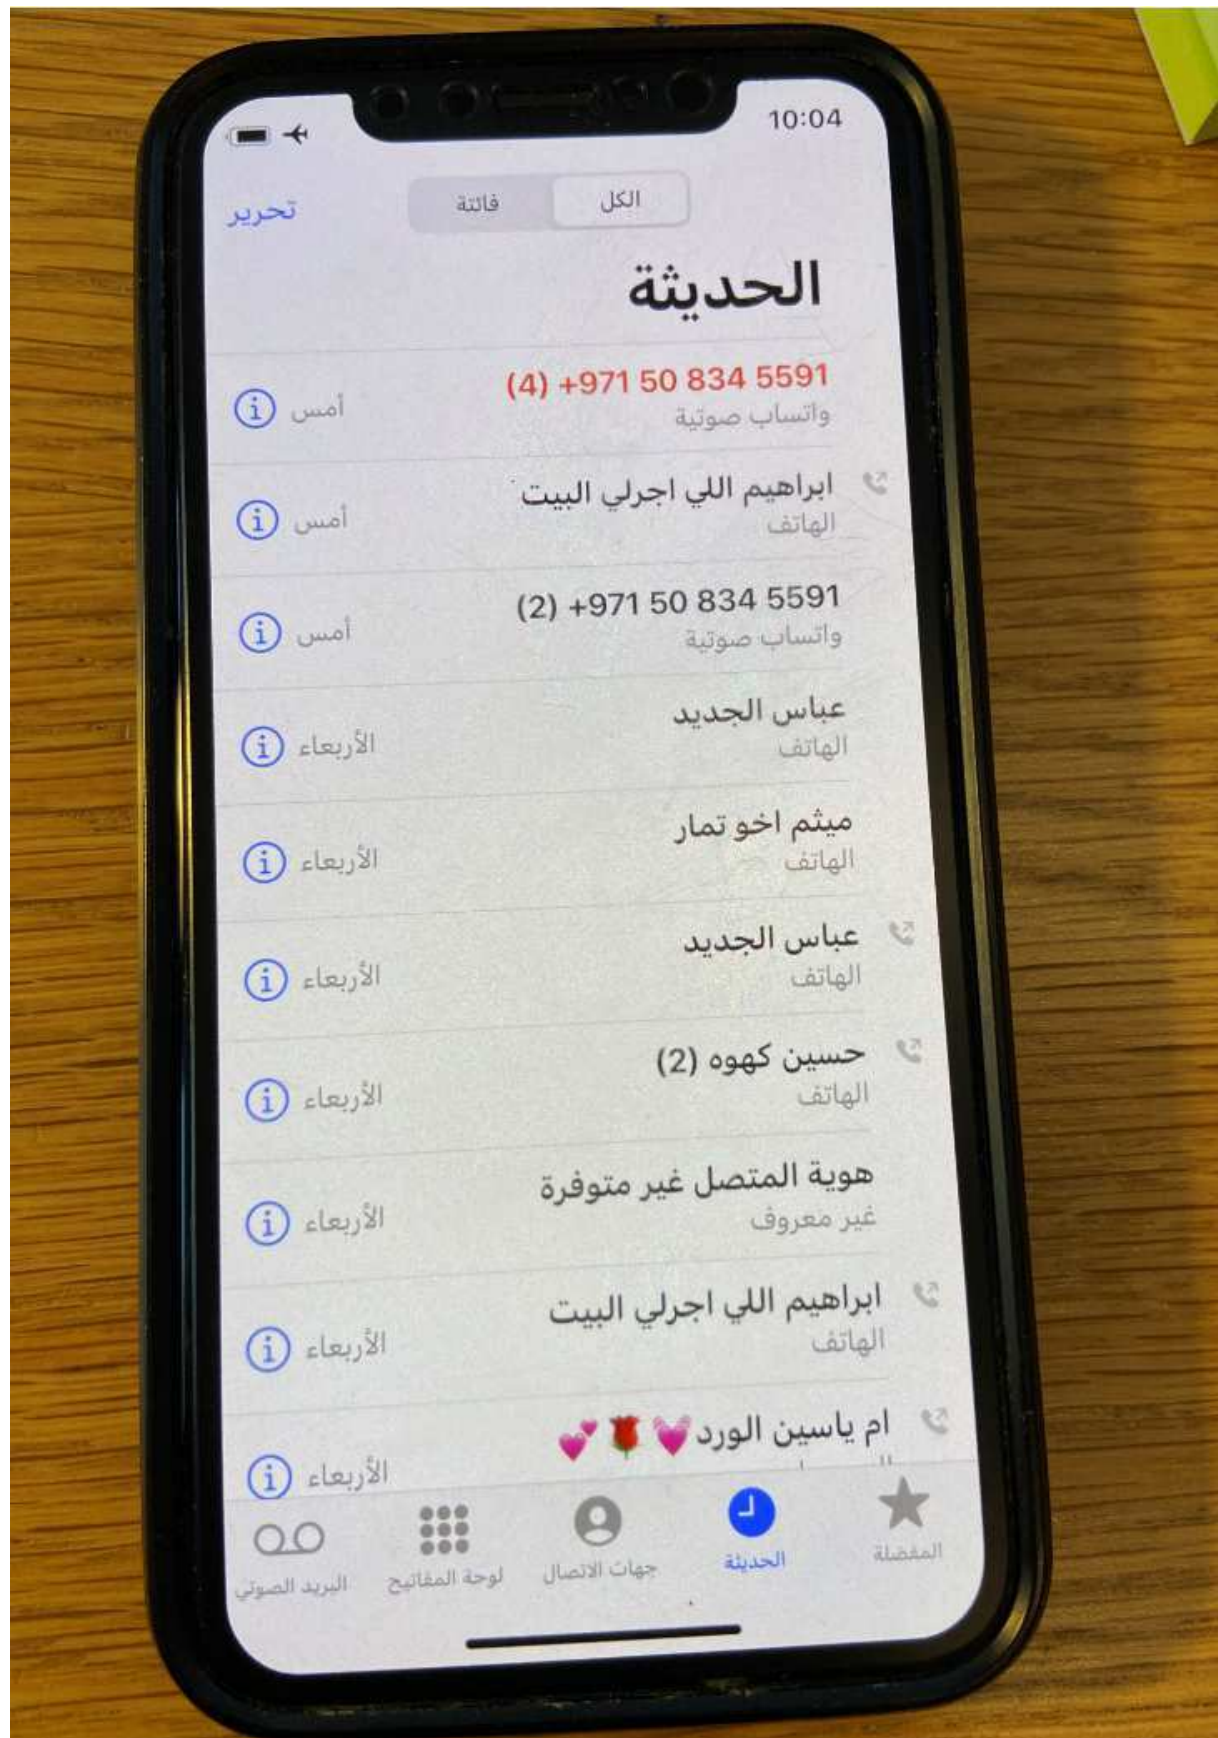 10:04
الكل
فائتة
تحرير
الحديثة
+971 50 834 5591 (4)
واتساب صوتية
أمس
ابراهيم اللي اجرلي البيت
الهاتف
أمس
+971 50 834 5591 (2)
واتساب صوتية
أمس
عباس الجديد
الهاتف
الأربعاء
ميثم اخو تمار
الهاتف
الأربعاء
عباس الجديد
الهاتف
الأربعاء
حسين كهوه (2)
الهاتف
الأربعاء
هوية المتصل غير متوفرة
غير معروف
الأربعاء
ابراهيم اللي اجرلي البيت
الهاتف
الأربعاء
ام ياسين الورد💓🌹💕
الأربعاء
المفضلة
الحديثة
جهات الاتصال
لوحة المفاتيح
البريد الصوتي